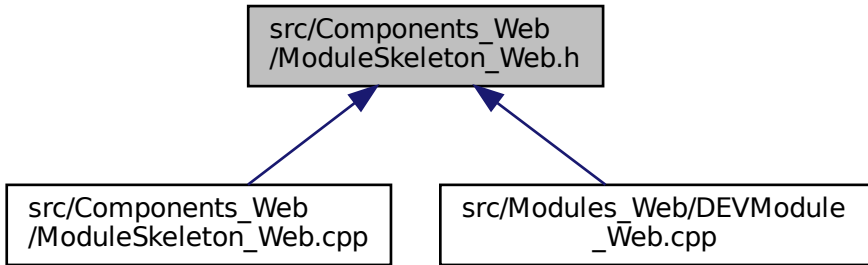 src/Components_Web
/ModuleSkeleton_Web.h
src/Components_Web
/ModuleSkeleton_Web.cpp
src/Modules_Web/DEVModule
_Web.cpp